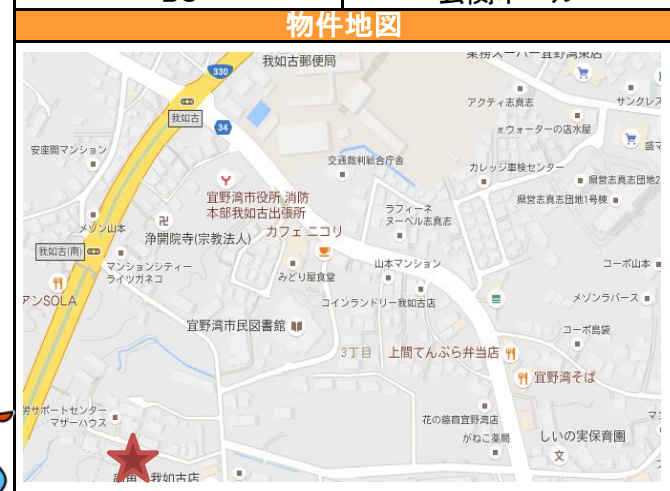 物件地図
我如古郵便局
業務スーパー宜野湾東店
330
アクティ志真志
サンクレス
我如古
34
πウォーターの店水屋
盛マ
安座間マンション
交通裁判総合庁舎
カレッジ車検センター
県営志真志団地2
宜野湾市役所 消防
本部我如古出張所
県営志真志団地1号棟
メゾン山本
ラフィーネ
ヌーベル志真志
浄開院寺(宗教法人)
カフェ ニコリ
我如古(南)
マンションシティー
ライツガネコ
みどり屋食堂
山本マンション
コーポ山本
アンSOLA
コインランドリー我如古店
メゾンラパース
宜野湾市民図書館
コーポ島袋
3丁目
上間てんぷら弁当店
宜野湾そば
労サポートセンター
マザーハウス
花の藤商宜野湾店
がねこ薬局
しいの実保育園
文
我如古店